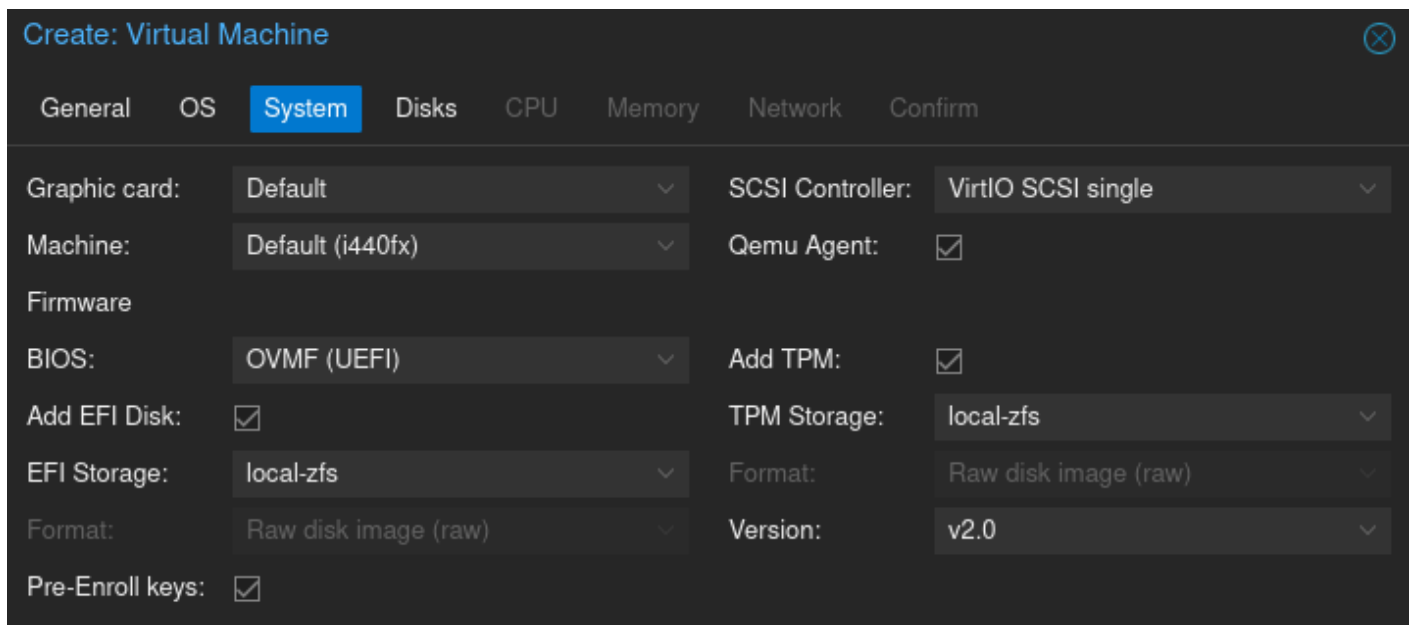 Create: Virtual Machine
General OS System Disks CPU Memory Network Confirm
Graphic card: Default SCSI Controller: VirtIO SCSI single
Machine: Default (i440fx) Qemu Agent:
Firmware
BIOS: OVMF (UEFI) Add TPM:
Add EFI Disk: TPM Storage: local-zfs
EFI Storage: local-zfs Format: Raw disk image (raw)
Format: Raw disk image (raw) Version: v2.0
Pre-Enroll keys: